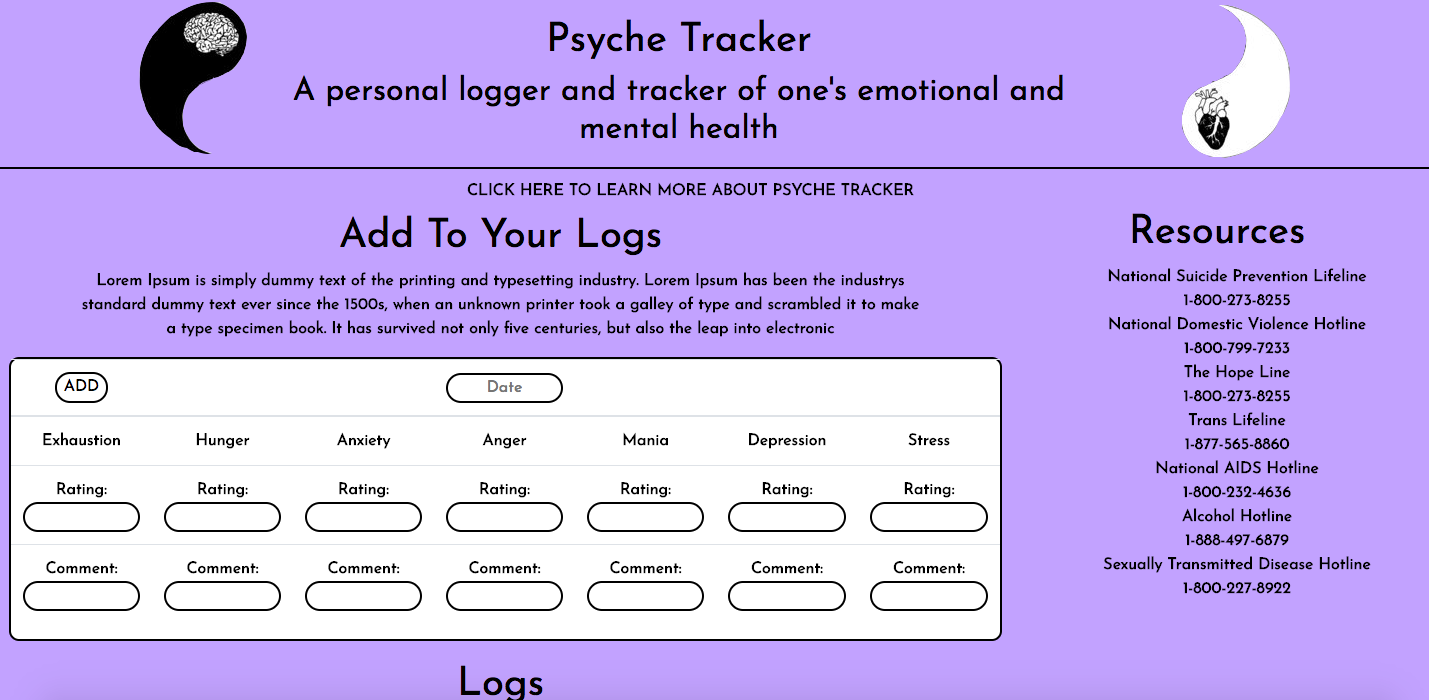 Psyche Tracker
A personal logger and tracker of one's emotional and
mental health
CLICK HERE TO LEARN MORE ABOUT PSYCHE TRACKER
Add To Your Logs
Lorem Ipsum is simply dummy text of the printing and typesetting industry. Lorem Ipsum has been the industrys
standard dummy text ever since the 1500s, when an unknown printer took a galley of type and scrambled it to make
a type specimen book. It has survived not only five centuries, but also the leap into electronic
ADD
Date
Exhaustion Hunger Anxiety Anger Mania Depression Stress
Rating: Rating: Rating: Rating: Rating: Rating: Rating:
Comment: Comment: Comment: Comment: Comment: Comment: Comment:
Logs
Resources
National Suicide Prevention Lifeline
1-800-273-8255
National Domestic Violence Hotline
1-800-799-7233
The Hope Line
1-800-273-8255
Trans Lifeline
1-877-565-8860
National AIDS Hotline
1-800-232-4636
Alcohol Hotline
1-888-497-6879
Sexually Transmitted Disease Hotline
1-800-227-8922